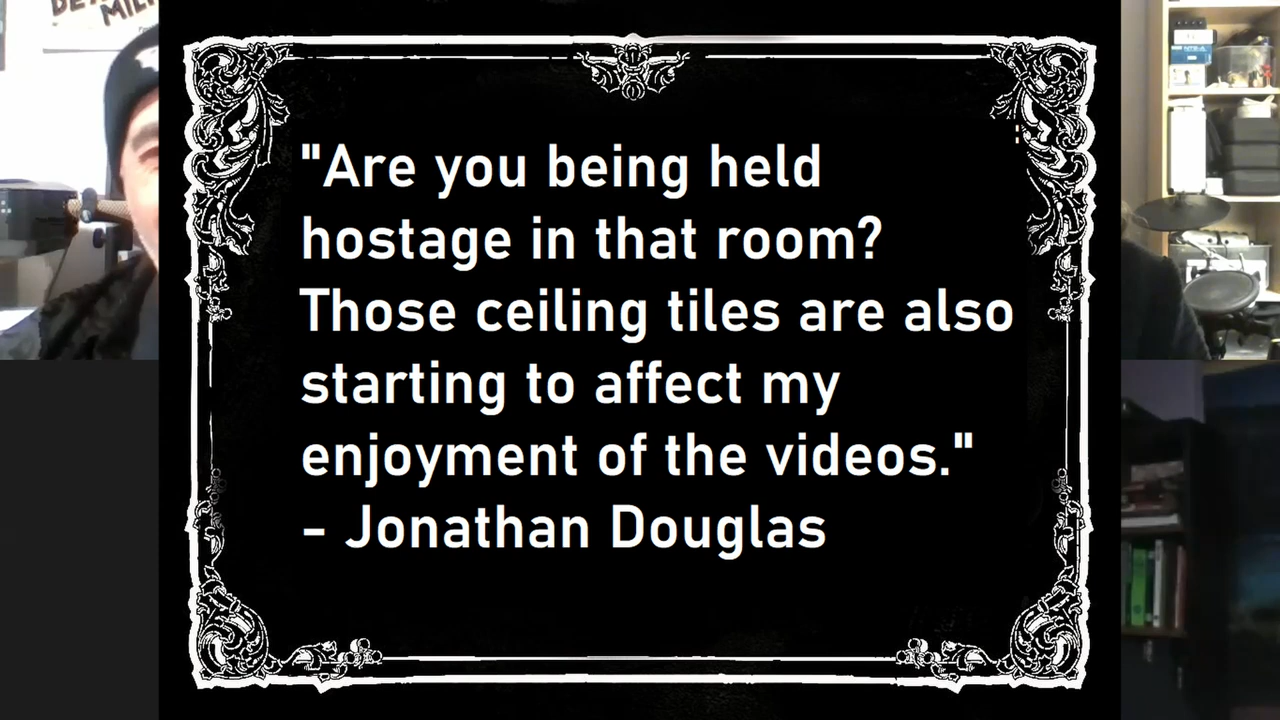 "Are you being held
hostage in that room?
Those ceiling tiles are also
starting to affect my
enjoyment of the videos."
- Jonathan Douglas